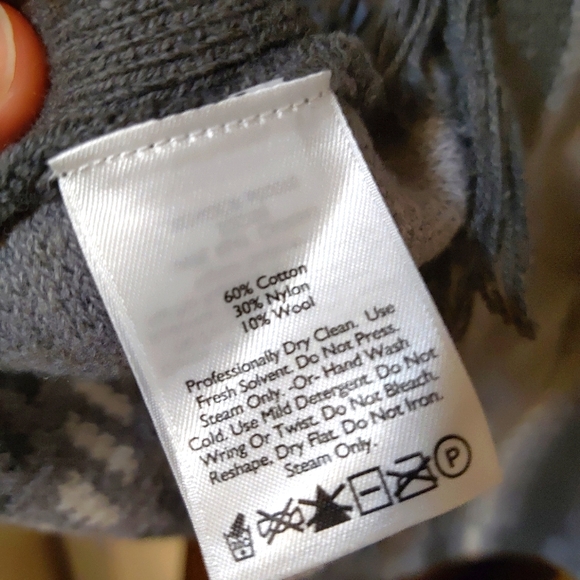 60% Cotton
30% Nylon
10% Wool
Professionally Dry Clean. Use
Fresh Solvent. Do Not Press.
Steam Only. -Or- Hand Wash
Cold. Use Mild Detergent. Do Not
Wring Or Twist. Do Not Bleach.
Reshape, Dry Flat. Do Not Iron.
Steam Only.
P